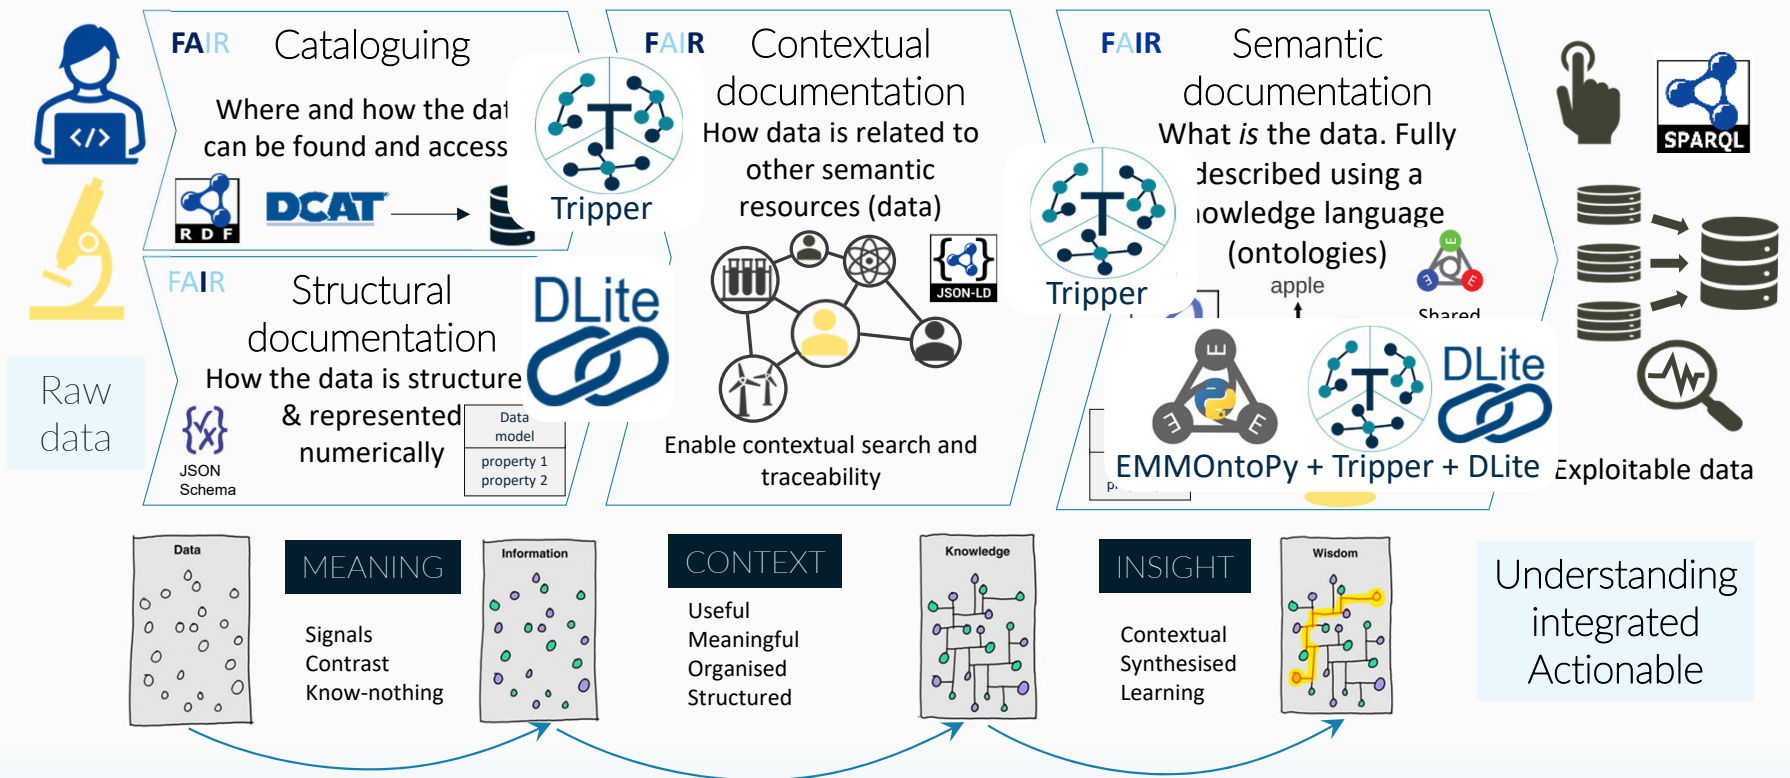 FAIR
Cataloguing
Where and how the dat
can be found and access
RDF
DCAT
Tripper
FAIR
Structural
documentation
How the data is structure
& represented
numerically
JSON
Schema
Data
model
property 1
property 2
DLite
FAIR
Contextual
documentation
How data is related to
other semantic
resources (data)
JSON-LD
Enable contextual search and
traceability
Tripper
FAIR
Semantic
documentation
What is the data. Fully
described using a
nowledge language
(ontologies)
apple
E
E
E
Shared
E
E
E
T
DLite
EMMOntoPy + Tripper + DLite
SPARQL
Exploitable data
Raw
data
Data
MEANING
Signals
Contrast
Know-nothing
Information
CONTEXT
Useful
Meaningful
Organised
Structured
Knowledge
INSIGHT
Contextual
Synthesised
Learning
Wisdom
Understanding
integrated
Actionable